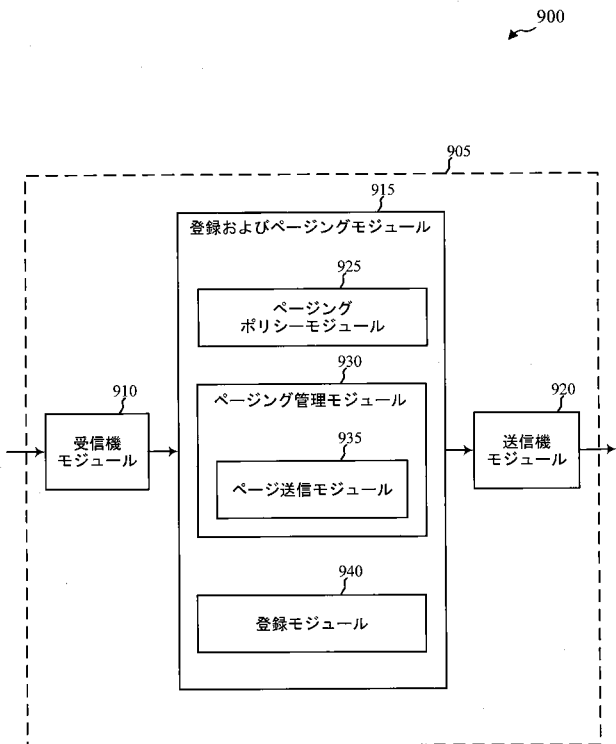 900
905
915
登録およびページングモジュール
925
ページング
ポリシーモジュール
930
ページング管理モジュール
935
ページ送信モジュール
940
登録モジュール
910
受信機
モジュール
920
送信機
モジュール